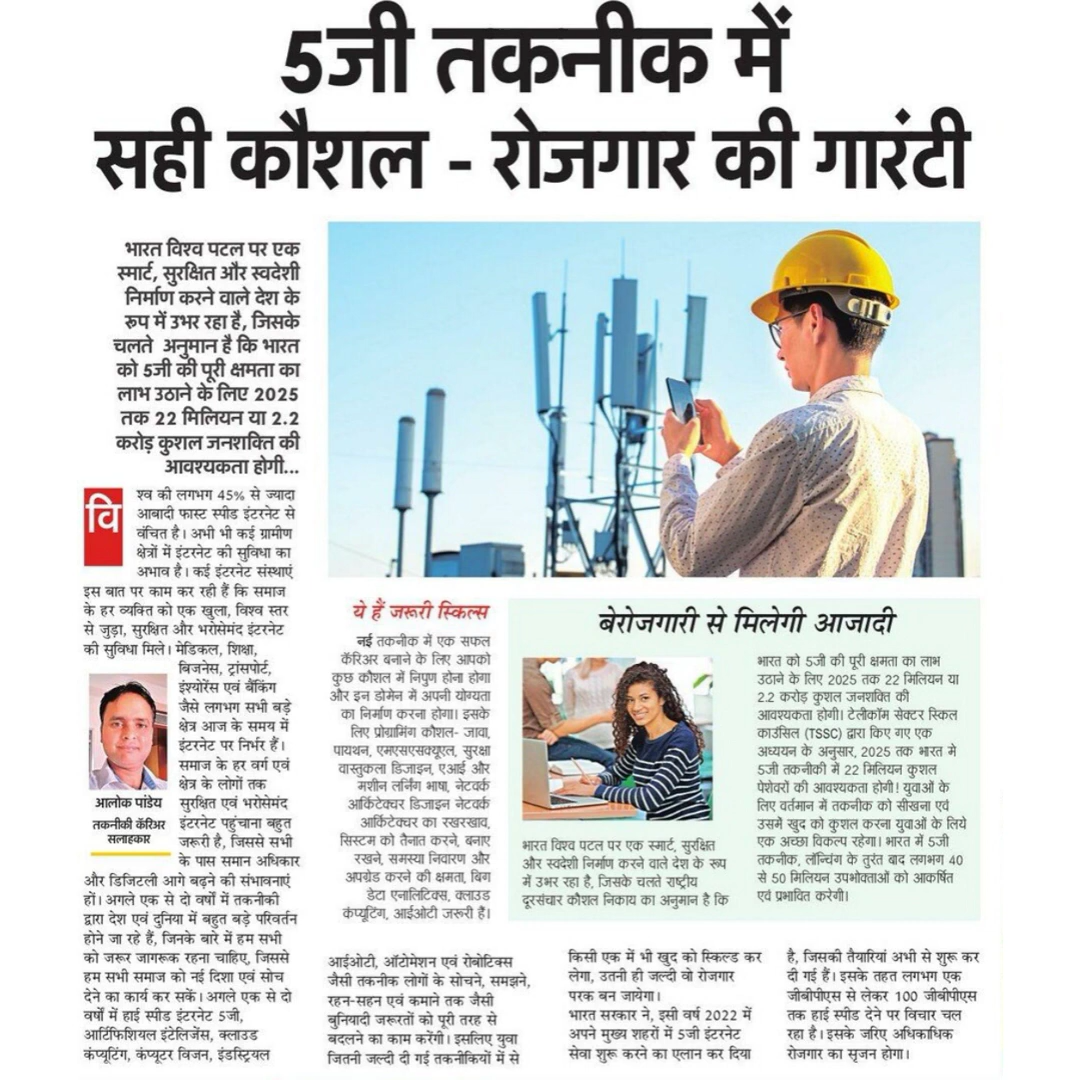 5जी तकनीक में
सही कौशल - रोजगार की गारंटी
भारत विश्व पटल पर एक
स्मार्ट, सुरक्षित और स्वदेशी
निर्माण करने वाले देश के
रूप में उभर रहा है, जिसके
चलते अनुमान है कि भारत
को 5जी की पूरी क्षमता का
लाभ उठाने के लिए 2025
तक 22 मिलियन या 2.2
करोड़ कुशल जनशक्ति की
आवश्यकता होगी...
विश्व की लगभग 45% से ज्यादा
आबादी फास्ट स्पीड इंटरनेट से
वंचित है। अभी भी कई ग्रामीण
क्षेत्रों में इंटरनेट की सुविधा का
अभाव है। कई इंटरनेट संस्थाएं
इस बात पर काम कर रही हैं कि समाज
के हर व्यक्ति को एक खुला, विश्व स्तर
से जुड़ा, सुरक्षित और भरोसेमंद इंटरनेट
की सुविधा मिले। मेडिकल, शिक्षा,
बिजनेस, ट्रांसपोर्ट,
इंश्योरेंस एवं बैंकिंग
जैसे लगभग सभी बड़े
क्षेत्र आज के समय में
इंटरनेट पर निर्भर हैं।
समाज के हर वर्ग एवं
क्षेत्र के लोगों तक
सुरक्षित एवं भरोसेमंद
इंटरनेट पहुंचाना बहुत
जरूरी है, जिससे सभी
के पास समान अधिकार
आलोक पांडेय
तकनीकी कॅरिअर
सलाहकार
और डिजिटली आगे बढ़ने की संभावनाएं
हों। अगले एक से दो वर्षों में तकनीकी
द्वारा देश एवं दुनिया में बहुत बड़े परिवर्तन
होने जा रहे हैं, जिनके बारे में हम सभी
को जरूर जागरूक रहना चाहिए, जिससे
हम सभी समाज को नई दिशा एवं सोच
देने का कार्य कर सकें। अगले एक से दो
वर्षों में हाई स्पीड इंटरनेट 5जी,
आर्टिफिशियल इंटेलिजेंस, क्लाउड
कंप्यूटिंग, कंप्यूटर विजन, इंडस्ट्रियल
ये हैं जरूरी स्किल्स
नई तकनीक में एक सफल
कॅरिअर बनाने के लिए आपको
कुछ कौशल में निपुण होना होगा
और इन डोमेन में अपनी योग्यता
का निर्माण करना होगा। इसके
लिए प्रोग्रामिंग कौशल- जावा,
पायथन, एमएसएसक्यूएल, सुरक्षा
वास्तुकला डिजाइन, एआई और
मशीन लर्निंग भाषा, नेटवर्क
आर्किटेक्चर डिजाइन नेटवर्क
आर्किटेक्चर का रखरखाव,
सिस्टम को तैनात करने, बनाए
रखने, समस्या निवारण और
अपग्रेड करने की क्षमता, बिग
डेटा एनालिटिक्स, क्लाउड
कंप्यूटिंग, आईओटी जरूरी हैं।
बेरोजगारी से मिलेगी आजादी
भारत विश्व पटल पर एक स्मार्ट, सुरक्षित
और स्वदेशी निर्माण करने वाले देश के रूप
में उभर रहा है, जिसके चलते राष्ट्रीय
दूरसंचार कौशल निकाय का अनुमान है कि
भारत को 5जी की पूरी क्षमता का लाभ
उठाने के लिए 2025 तक 22 मिलियन या
2.2 करोड़ कुशल जनशक्ति की
आवश्यकता होगी। टेलीकॉम सेक्टर स्किल
काउंसिल (TSSC) द्वारा किए गए एक
अध्ययन के अनुसार, 2025 तक भारत मे
5जी तकनीकी में 22 मिलियन कुशल
पेशेवरों की आवश्यकता होगी! युवाओं के
लिए वर्तमान में तकनीक को सीखना एवं
उसमें खुद को कुशल करना युवाओं के लिये
एक अच्छा विकल्प रहेगा। भारत में 5जी
तकनीक, लॉन्चिंग के तुरंत बाद लगभग 40
से 50 मिलियन उपभोक्ताओं को आकर्षित
एवं प्रभावित करेगी।
आईओटी, ऑटोमेशन एवं रोबोटिक्स
जैसी तकनीक लोगों के सोचने, समझने,
रहन-सहन एवं कमाने तक जैसी
बुनियादी जरूरतों को पूरी तरह से
बदलने का काम करेंगी। इसलिए युवा
जितनी जल्दी दी गई तकनीकियों में से
किसी एक में भी खुद को स्किल्ड कर
लेगा, उतनी ही जल्दी वो रोजगार
परक बन जायेगा।
भारत सरकार ने, इसी वर्ष 2022 में
अपने मुख्य शहरों में 5जी इंटरनेट
सेवा शुरू करने का एलान कर दिया
है, जिसकी तैयारियां अभी से शुरू कर
दी गई हैं। इसके तहत लगभग एक
जीबीपीएस से लेकर 100 जीबीपीएस
तक हाई स्पीड देने पर विचार चल
रहा है। इसके जरिए अधिकाधिक
रोजगार का सृजन होगा।